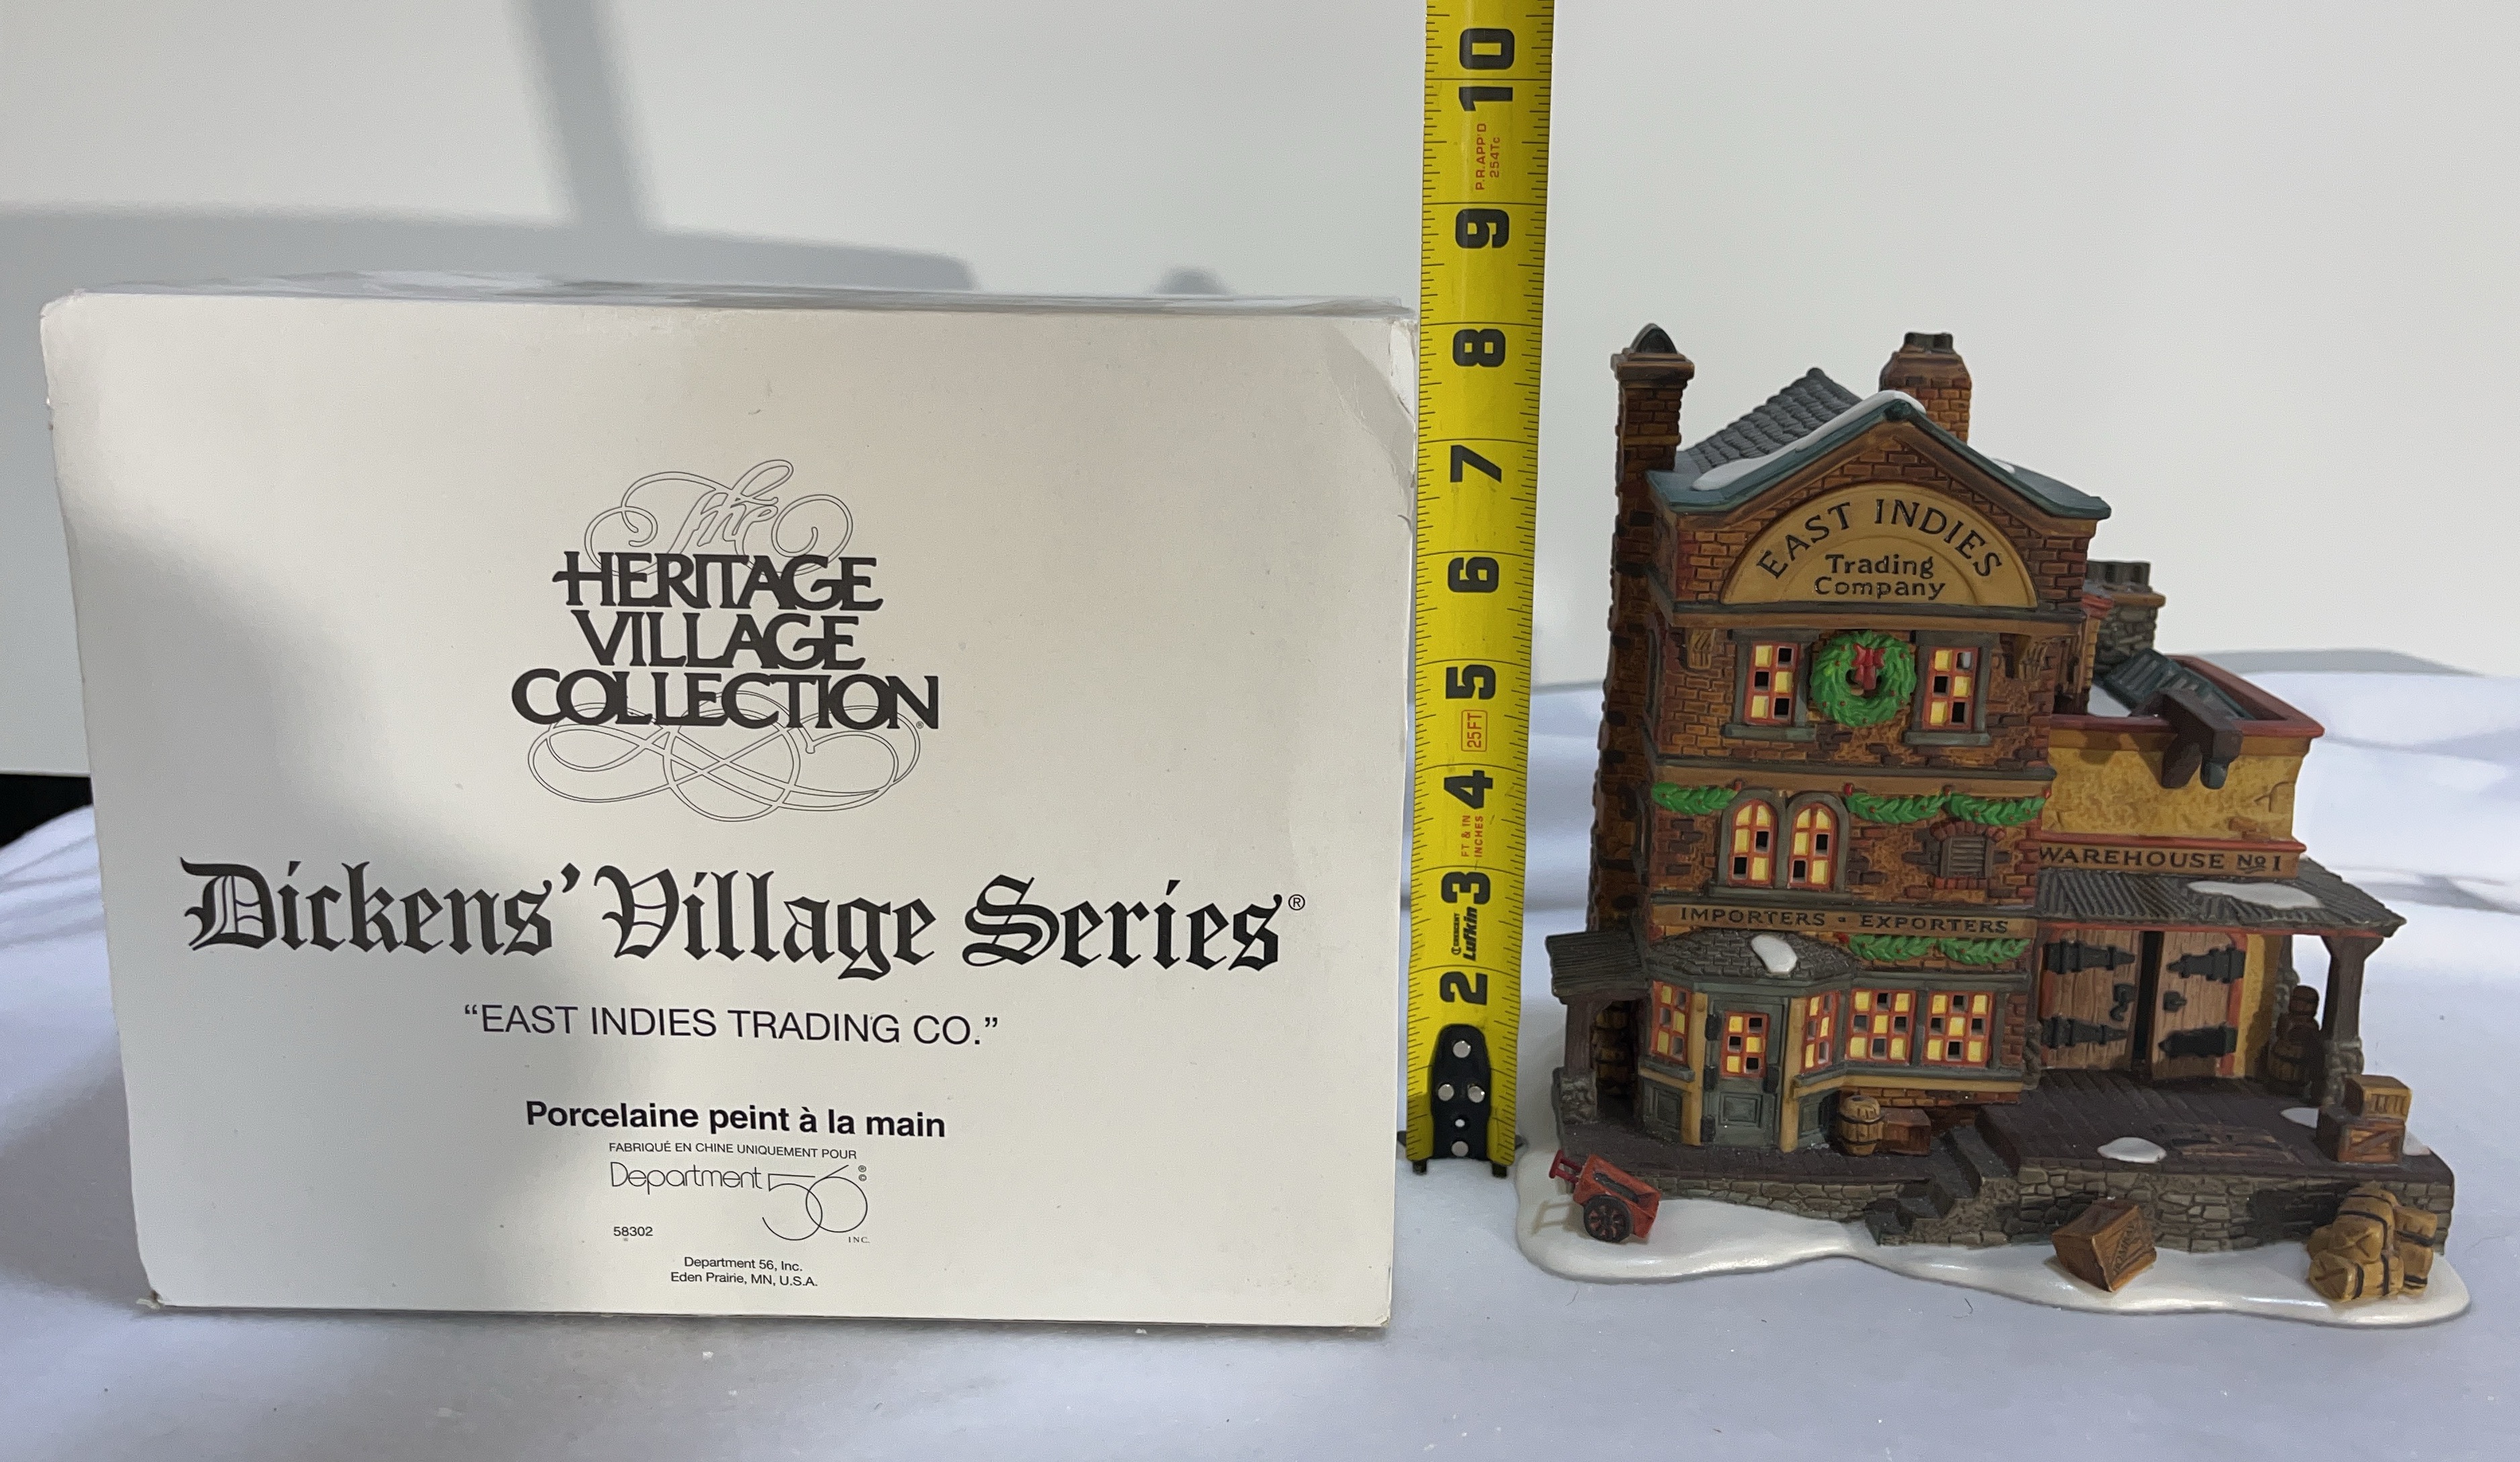 The
HERITAGE
VILLAGE
COLLECTION®
Dickens' Village Series®
“EAST INDIES TRADING CO.”
Porcelaine peint à la main
FABRIQUÉ EN CHINE UNIQUEMENT POUR
Department 56®©
INC.
58302
Department 56, Inc.
Eden Prairie, MN, U.S.A.
10
P.R. APP'D
254Tc
9
8
7
6
5
25FT
4
FT & IN
INCHES
3
CRESCENT
Lufkin
2
EAST INDIES
Trading
Company
WAREHOUSE No 1
IMPORTERS EXPORTERS